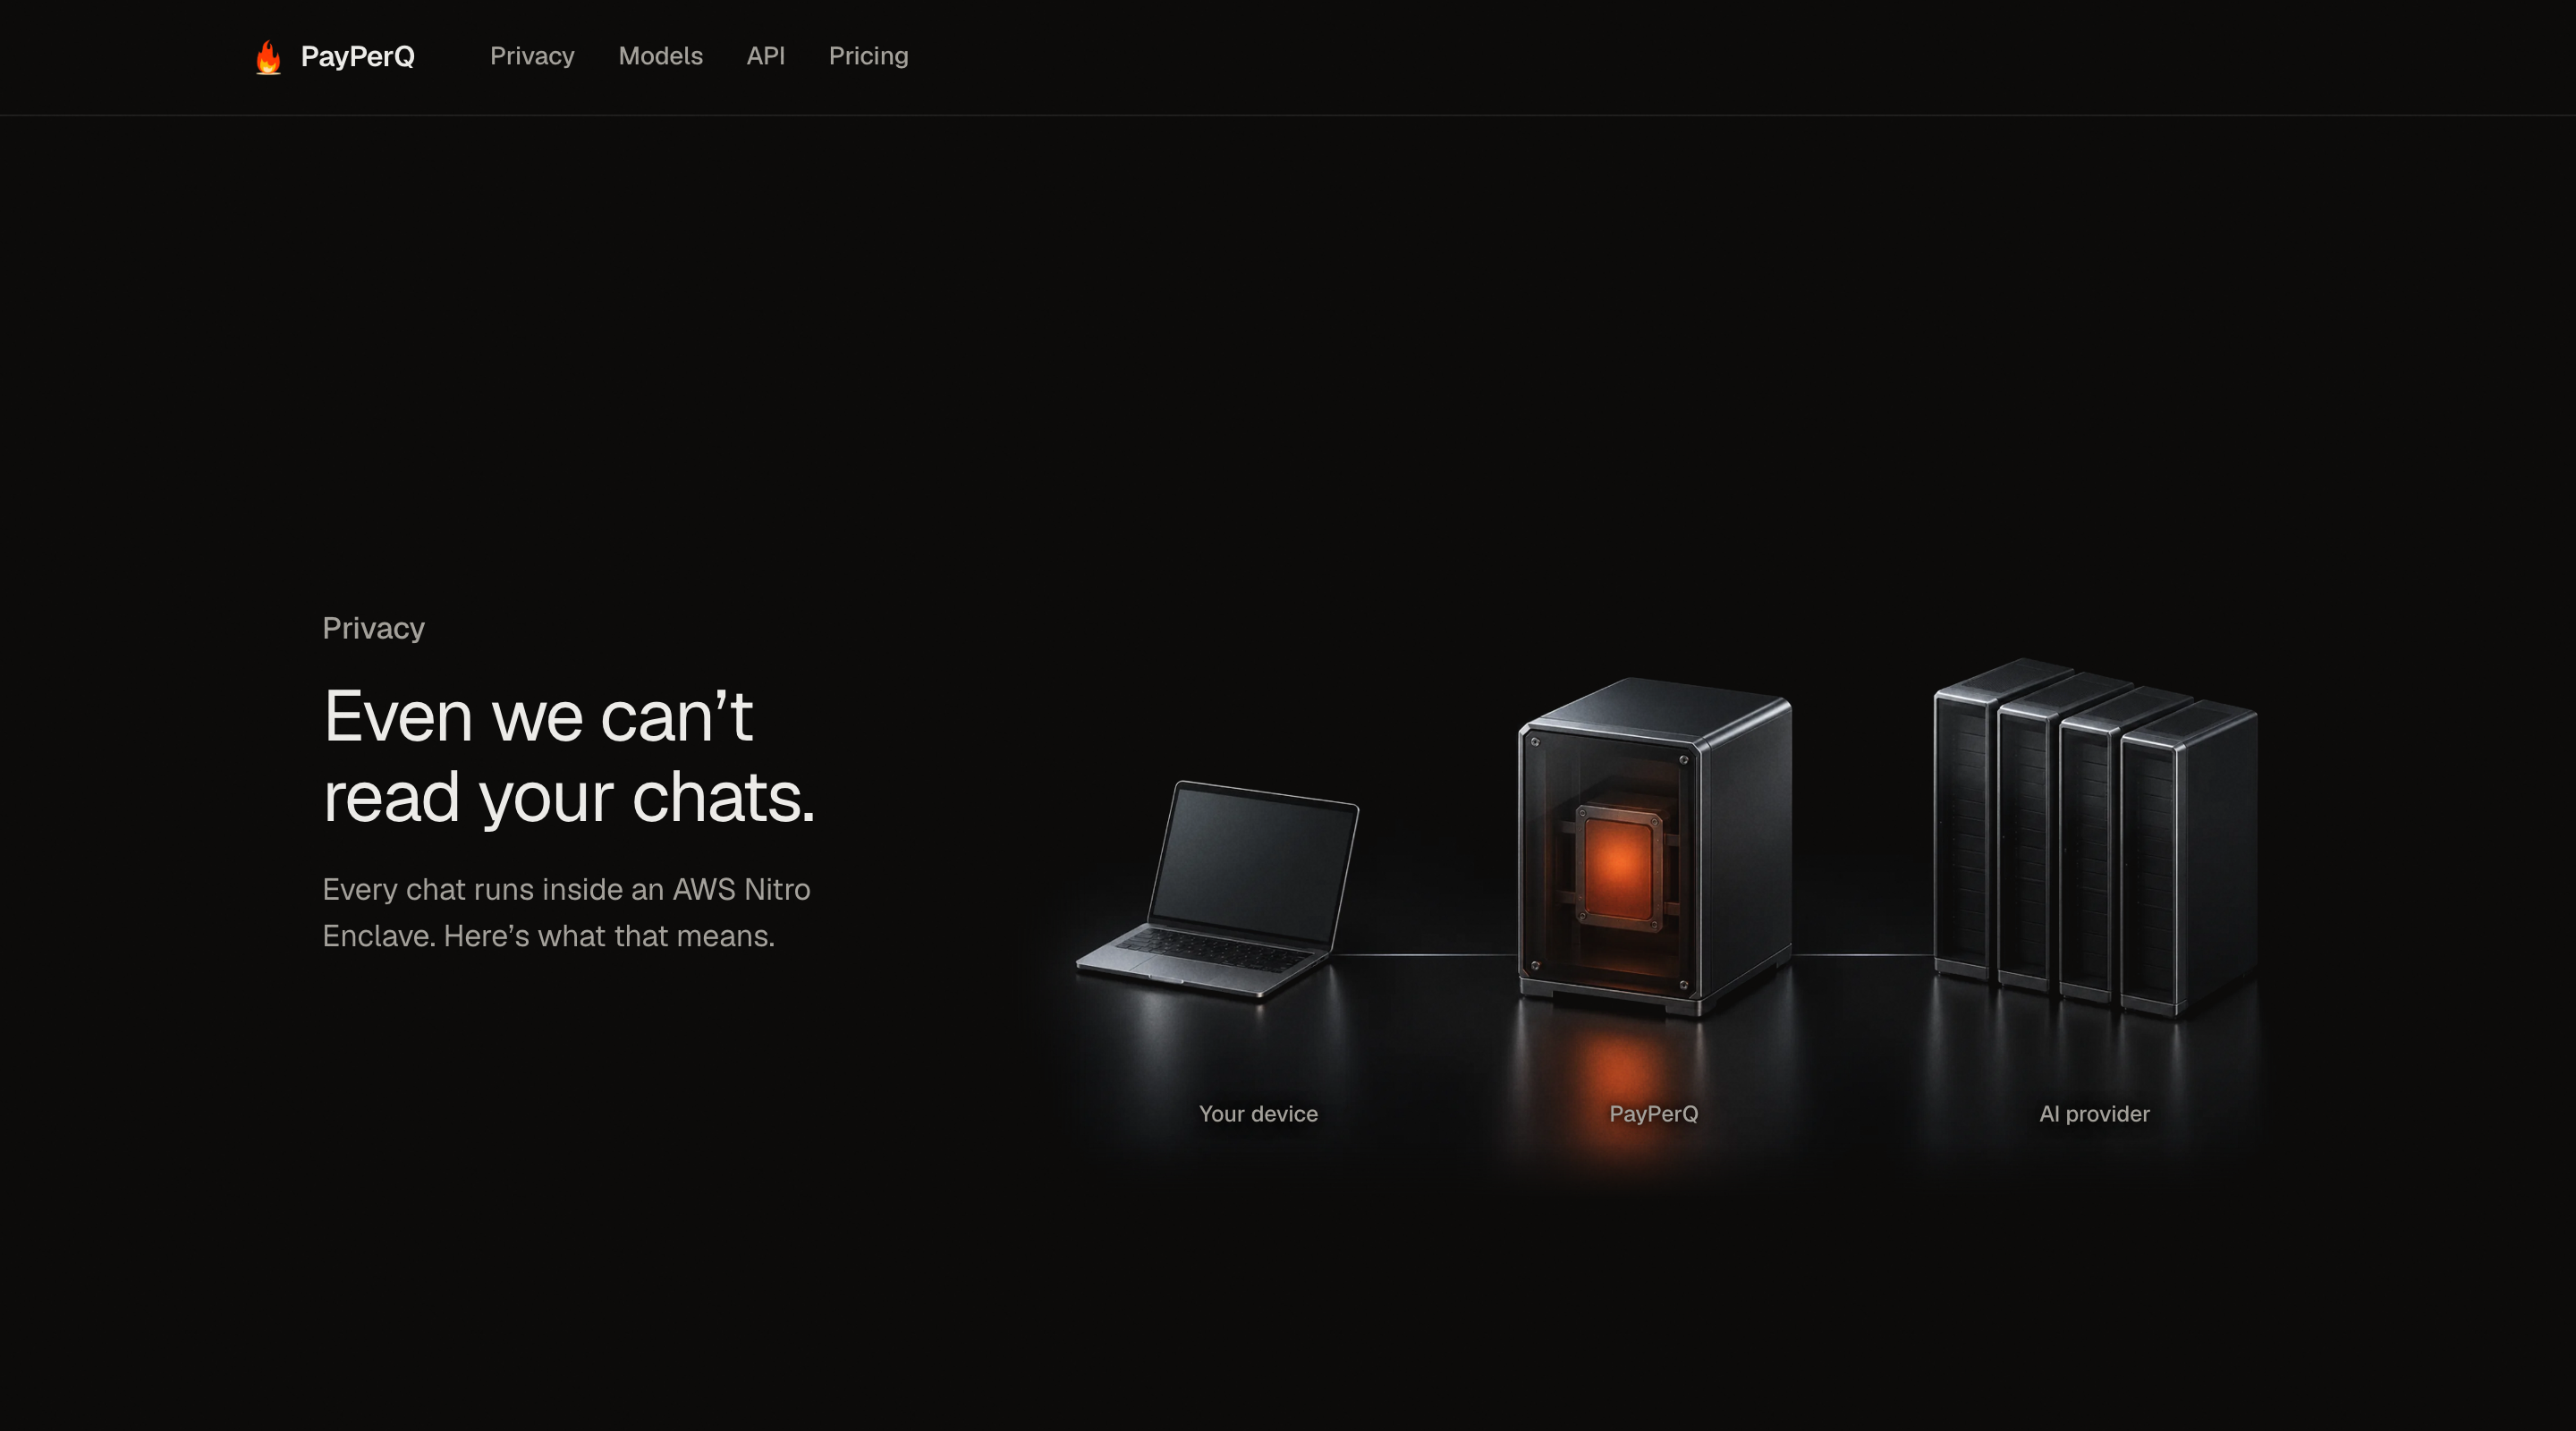 PayPerQ
Privacy
Models
API
Pricing
Privacy
Even we can’t
read your chats.
Every chat runs inside an AWS Nitro
Enclave. Here’s what that means.
Your device
PayPerQ
AI provider